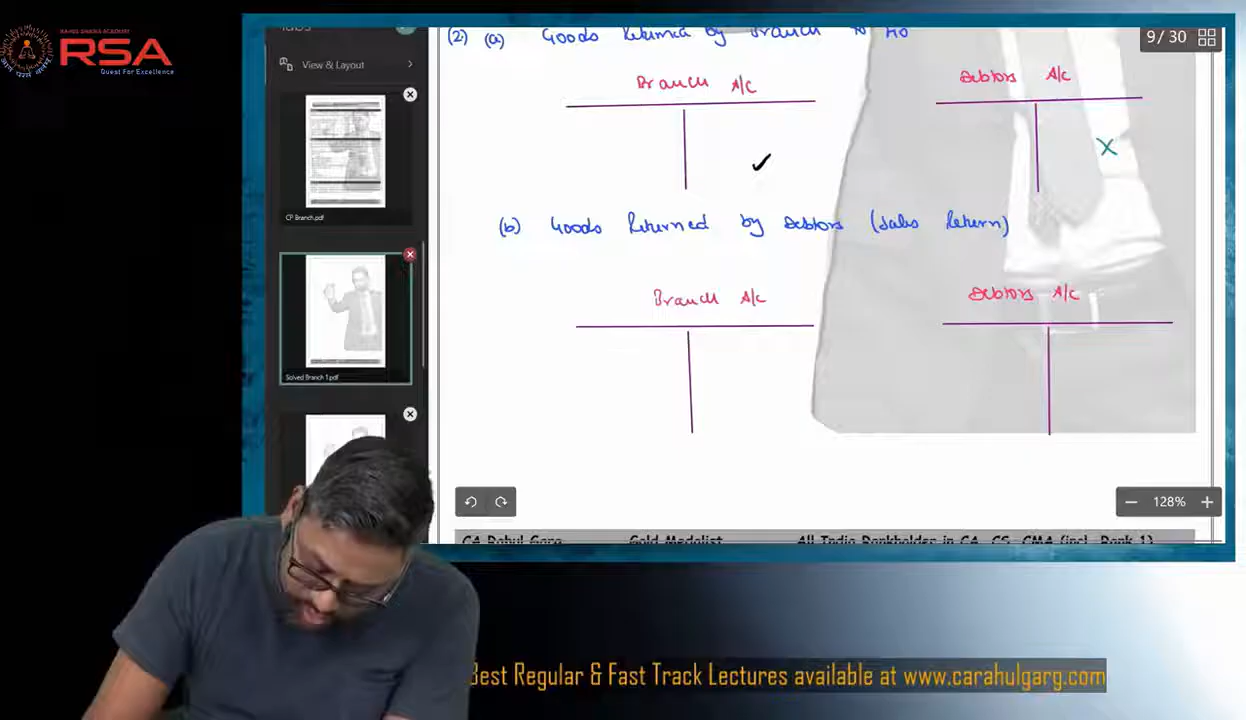 RAHUL GHAIS ACADEMY
RSA
Quest For Excellence
View & Layout
CP Branch.pdf
Solved Branch 1.pdf
9 / 30
(2) (a) Goods Returned by Branch to HO
Branch A/c
Debtors A/c
✓
X
(b) Goods Returned by Debtors (Sales Return)
Branch A/c
Debtors A/c
128%
CA Rahul Garg Gold Medalist All India Rankholder in CA, CS, CMA (incl. Rank 1)
Best Regular & Fast Track Lectures available at www.carahulgarg.com